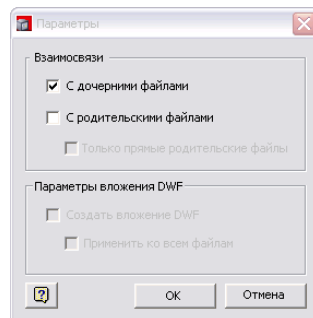 Параметры
Взаимосвязи
С дочерними файлами
С родительскими файлами
Только прямые родительские файлы
Параметры вложения DWF
Создать вложение DWF
Применить ко всем файлам
OK
Отмена